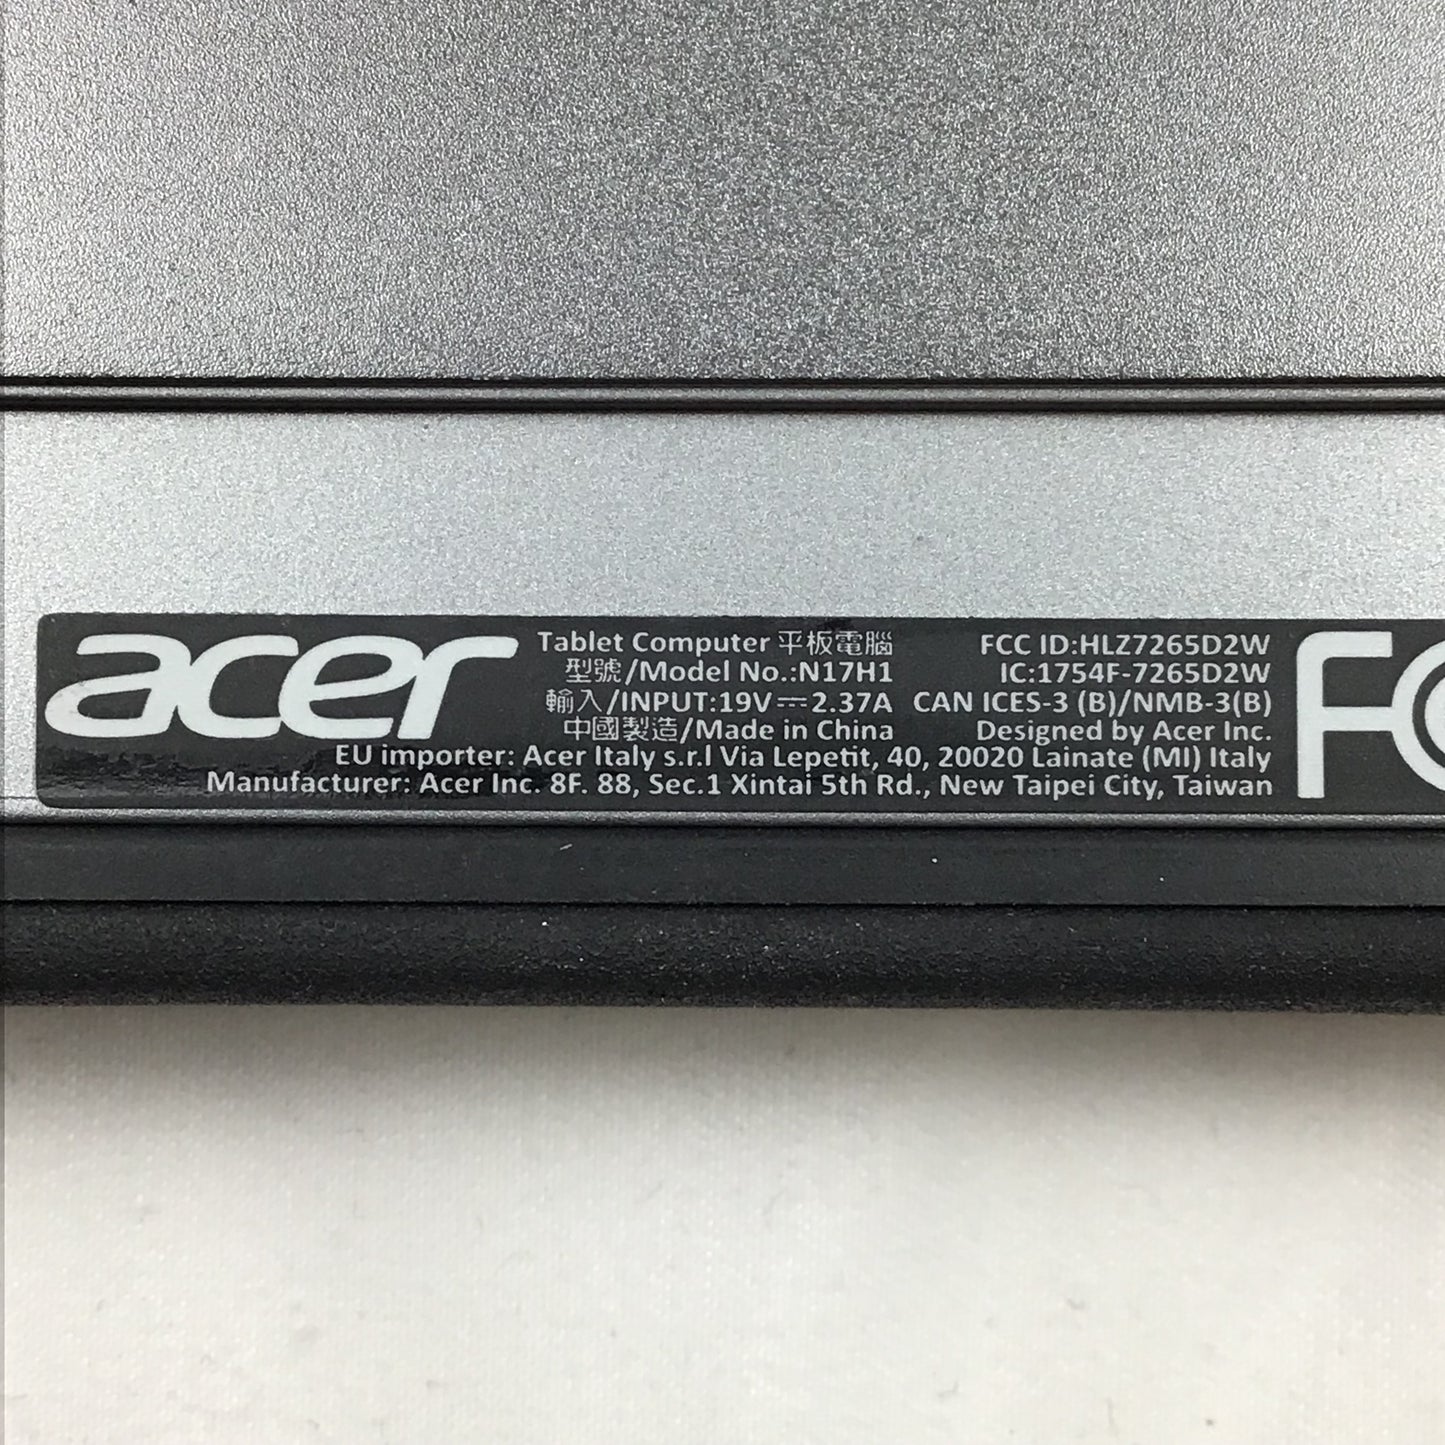 acer
Tablet Computer 平板電腦
型號/Model No.:N17H1
輸入/INPUT:19V⎓2.37A
中國製造/Made in China
FCC ID:HLZ7265D2W
IC:1754F-7265D2W
CAN ICES-3 (B)/NMB-3(B)
Designed by Acer Inc.
EU importer: Acer Italy s.r.l Via Lepetit, 40, 20020 Lainate (MI) Italy
Manufacturer: Acer Inc. 8F. 88, Sec.1 Xintai 5th Rd., New Taipei City, Taiwan
FC